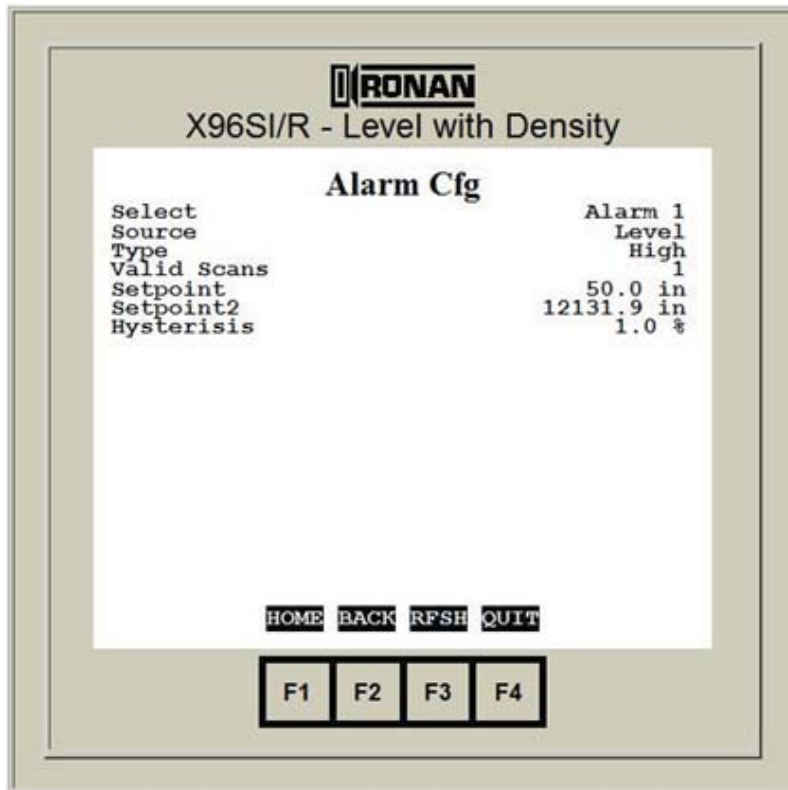 RONAN
X96SI/R - Level with Density
Alarm Cfg
Select Alarm 1
Source Level
Type High
Valid Scans 1
Setpoint 50.0 in
Setpoint2 12131.9 in
Hysterisis 1.0 %
HOME BACK RFSH QUIT
F1 F2 F3 F4